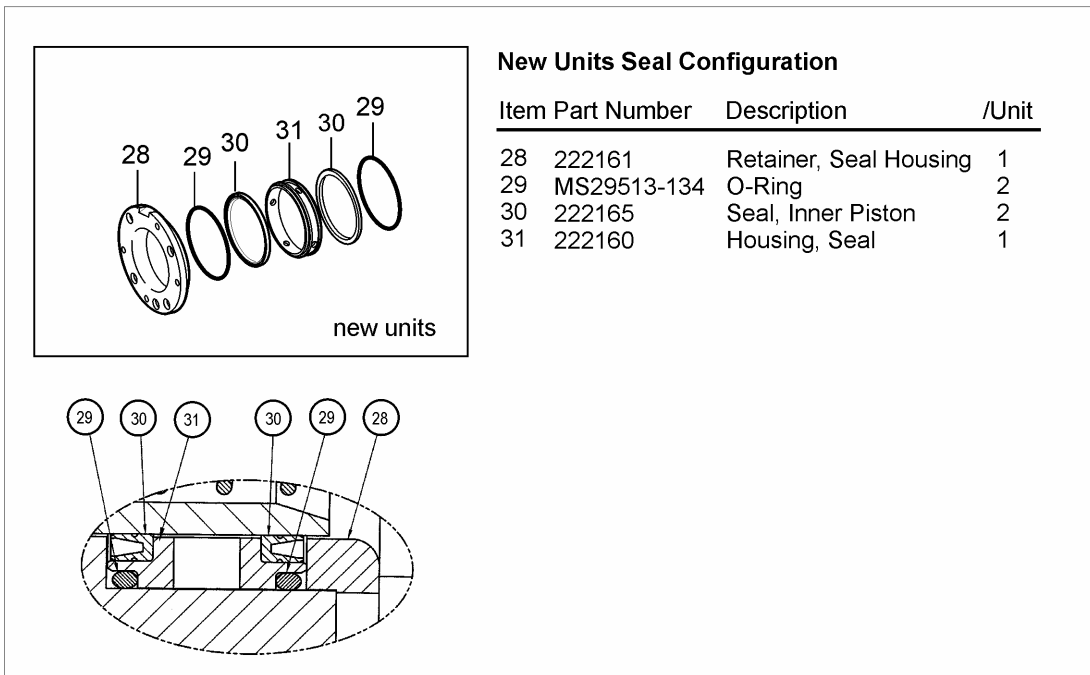 New Units Seal Configuration
Item Part Number Description /Unit
28 222161 Retainer, Seal Housing 1
29 MS29513-134 O-Ring 2
30 222165 Seal, Inner Piston 2
31 222160 Housing, Seal 1
28 29 30 31 30 29
new units
29 30 31 30 29 28